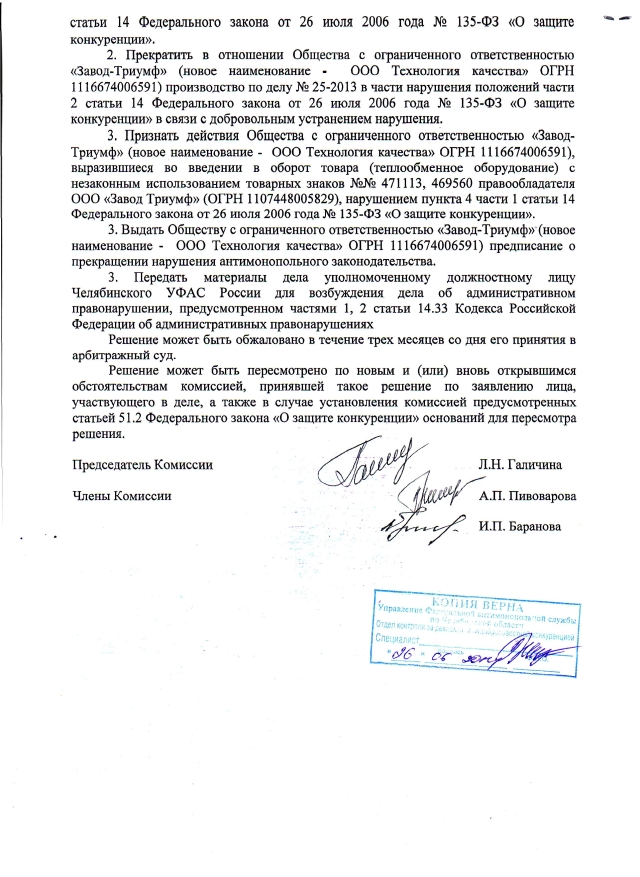 статьи 14 Федерального закона от 26 июля 2006 года № 135-ФЗ «О защите
конкуренции».
2. Прекратить в отношении Общества с ограниченного ответственностью
«Завод-Триумф» (новое наименование - ООО Технология качества» ОГРН
1116674006591) производство по делу № 25-2013 в части нарушения положений части
2 статьи 14 Федерального закона от 26 июля 2006 года № 135-ФЗ «О защите
конкуренции» в связи с добровольным устранением нарушения.
3. Признать действия Общества с ограниченного ответственностью «Завод-
Триумф» (новое наименование - ООО Технология качества» ОГРН 1116674006591),
выразившиеся во введении в оборот товара (теплообменное оборудование) с
незаконным использованием товарных знаков №№ 471113, 469560 правообладателя
ООО «Завод Триумф» (ОГРН 1107448005829), нарушением пункта 4 части 1 статьи 14
Федерального закона от 26 июля 2006 года № 135-ФЗ «О защите конкуренции».
3. Выдать Обществу с ограниченного ответственностью «Завод-Триумф» (новое
наименование - ООО Технология качества» ОГРН 1116674006591) предписание о
прекращении нарушения антимонопольного законодательства.
3. Передать материалы дела уполномоченному должностному лицу
Челябинского УФАС России для возбуждения дела об административном
правонарушении, предусмотренном частями 1, 2 статьи 14.33 Кодекса Российской
Федерации об административных правонарушениях
Решение может быть обжаловано в течение трех месяцев со дня его принятия в
арбитражный суд.
Решение может быть пересмотрено по новым и (или) вновь открывшимся
обстоятельствам комиссией, принявшей такое решение по заявлению лица,
участвующего в деле, а также в случае установления комиссией предусмотренных
статьей 51.2 Федерального закона «О защите конкуренции» оснований для пересмотра
решения.
Председатель Комиссии Л.Н. Галичина
Члены Комиссии А.П. Пивоварова
И.П. Баранова
КОПИЯ ВЕРНА
Управление Федеральной антимонопольной службы
по Челябинской области
Отдел контроля за рекламой и недобросовестной конкуренцией
Специалист
"26" 06